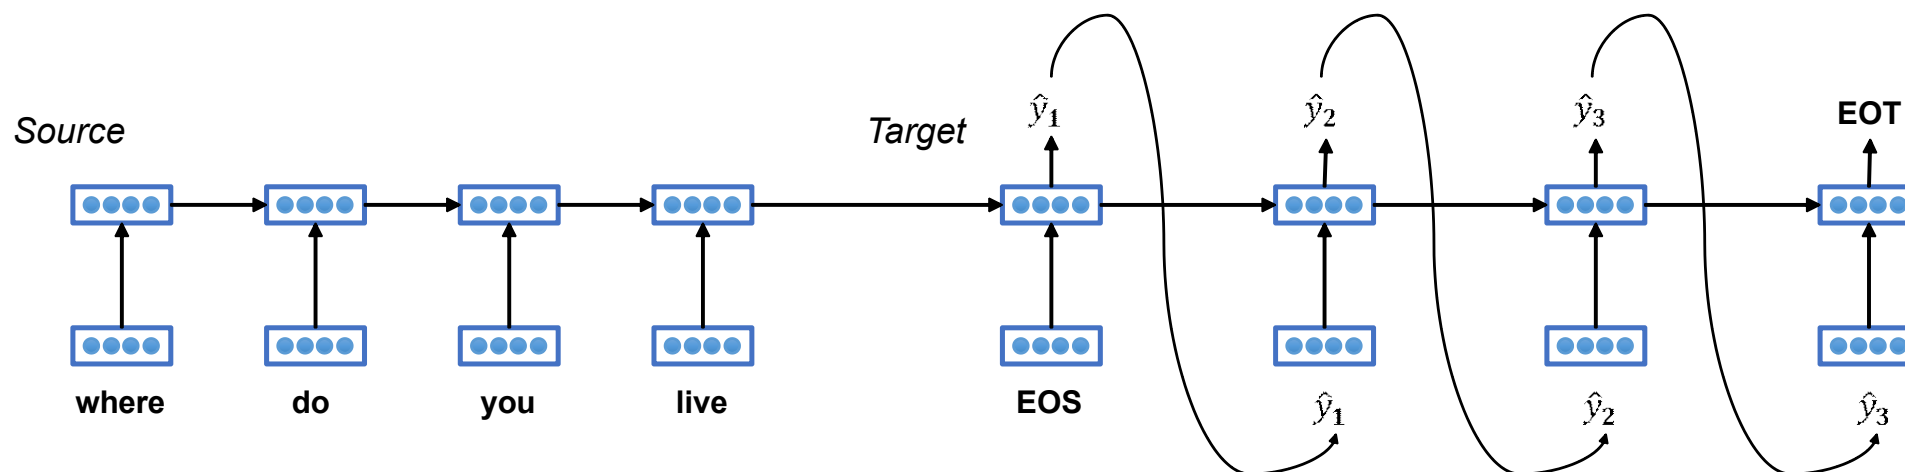 Source
Target
ŷ₁
ŷ₂
ŷ₃
EOT
where do you live EOS ŷ₁ ŷ₂ ŷ₃